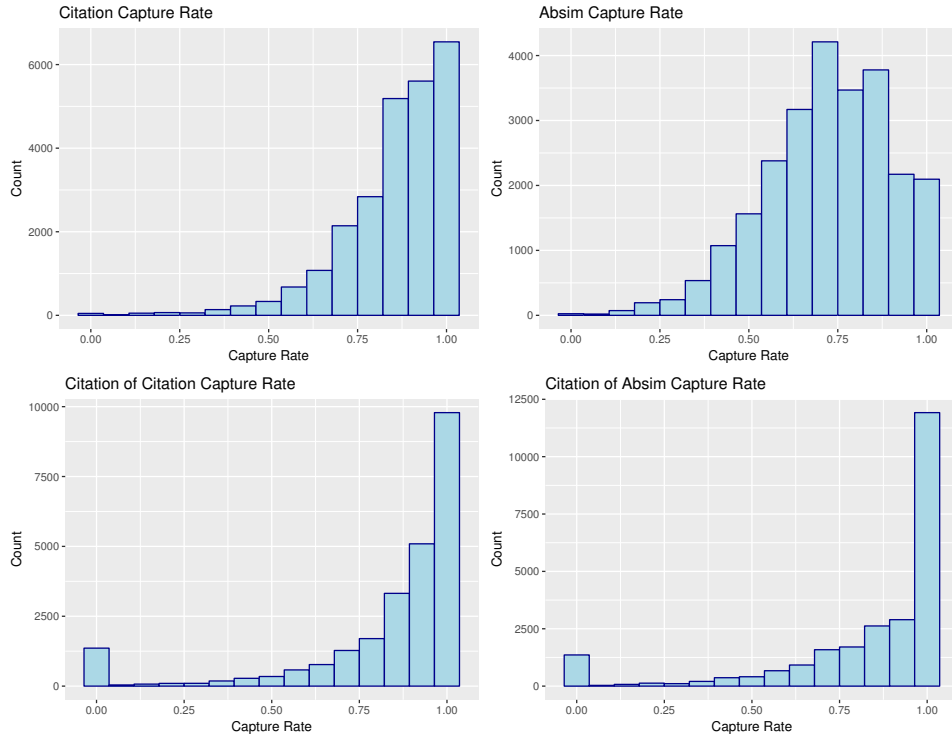 Citation Capture Rate
Count
6000
4000
2000
0
0.00 0.25 0.50 0.75 1.00
Capture Rate
Absim Capture Rate
Count
4000
3000
2000
1000
0
0.00 0.25 0.50 0.75 1.00
Capture Rate
Citation of Citation Capture Rate
Count
10000
7500
5000
2500
0
0.00 0.25 0.50 0.75 1.00
Capture Rate
Citation of Absim Capture Rate
Count
12500
10000
7500
5000
2500
0
0.00 0.25 0.50 0.75 1.00
Capture Rate